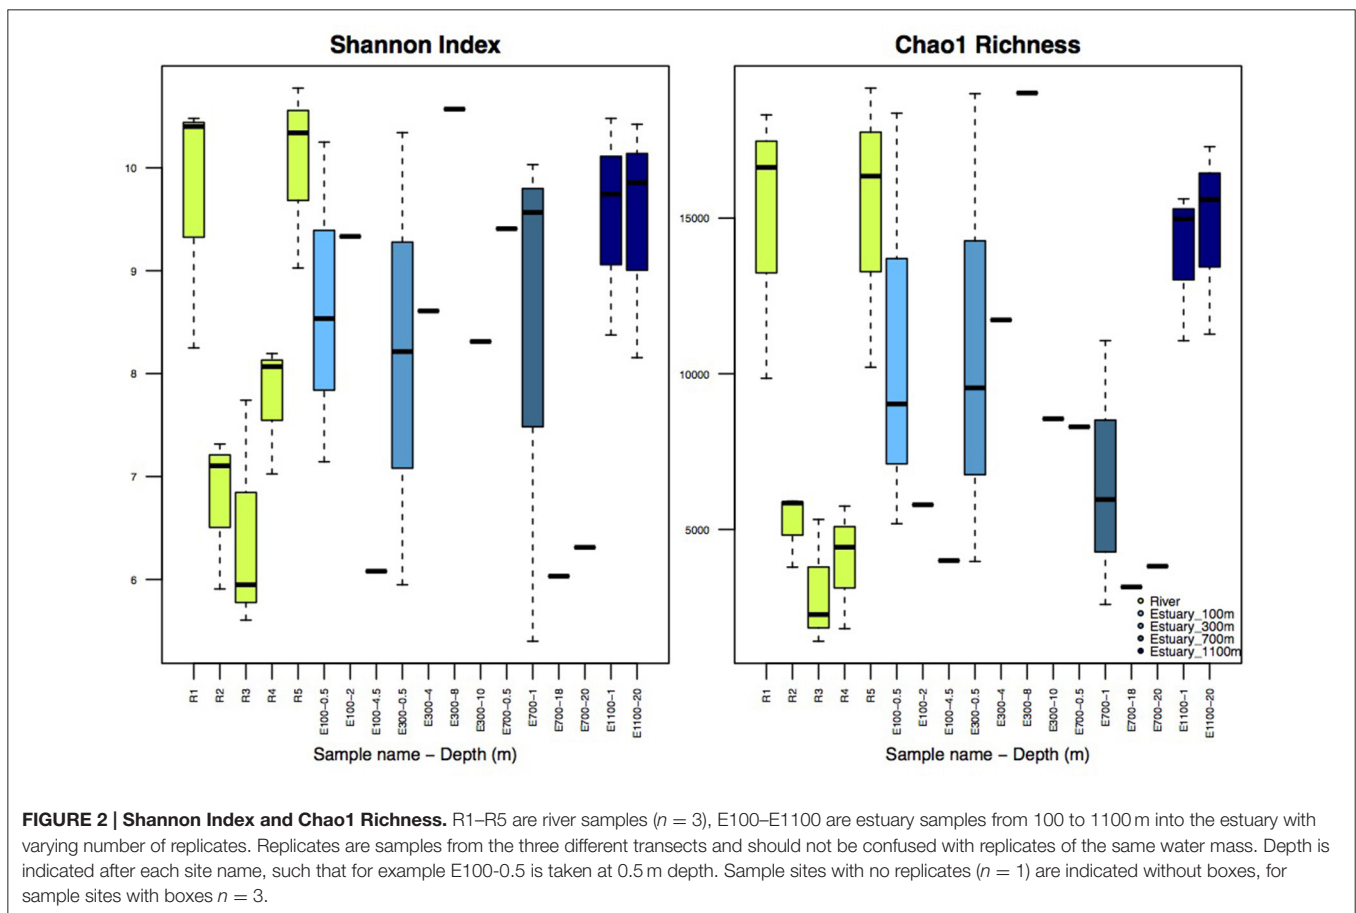 Shannon Index
10
9
8
7
6
R1
R2
R3
R4
R5
E100−0.5
E100−2
E100−4.5
E300−0.5
E300−4
E300−8
E300−10
E700−0.5
E700−1
E700−18
E700−20
E1100−1
E1100−20
Sample name − Depth (m)
Chao1 Richness
15000
10000
5000
River
Estuary_100m
Estuary_300m
Estuary_700m
Estuary_1100m
R1
R2
R3
R4
R5
E100−0.5
E100−2
E100−4.5
E300−0.5
E300−4
E300−8
E300−10
E700−0.5
E700−1
E700−18
E700−20
E1100−1
E1100−20
Sample name − Depth (m)
FIGURE 2 | Shannon Index and Chao1 Richness. R1–R5 are river samples (n = 3), E100–E1100 are estuary samples from 100 to 1100 m into the estuary with
varying number of replicates. Replicates are samples from the three different transects and should not be confused with replicates of the same water mass. Depth is
indicated after each site name, such that for example E100-0.5 is taken at 0.5 m depth. Sample sites with no replicates (n = 1) are indicated without boxes, for
sample sites with boxes n = 3.